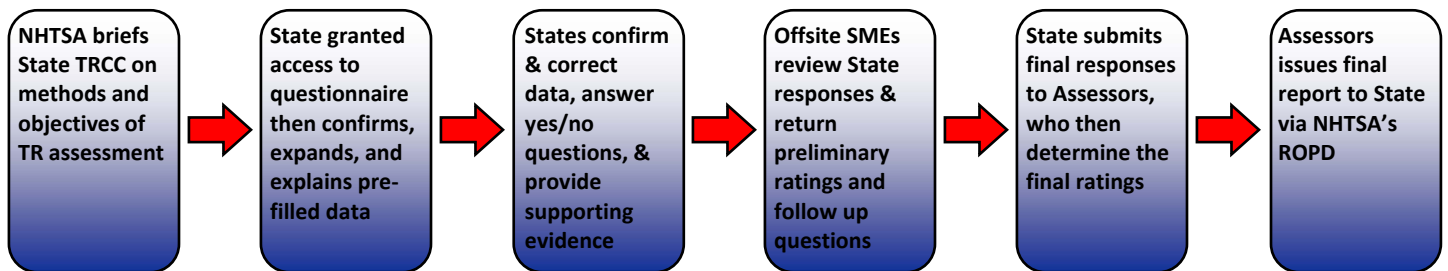 NHTSA briefs
State TRCC on
methods and
objectives of
TR assessment
State granted
access to
questionnaire
then confirms,
expands, and
explains pre-
filled data
States confirm
& correct
data, answer
yes/no
questions, &
provide
supporting
evidence
Offsite SMEs
review State
responses &
return
preliminary
ratings and
follow up
questions
State submits
final responses
to Assessors,
who then
determine the
final ratings
Assessors
issues final
report to State
via NHTSA’s
ROPD